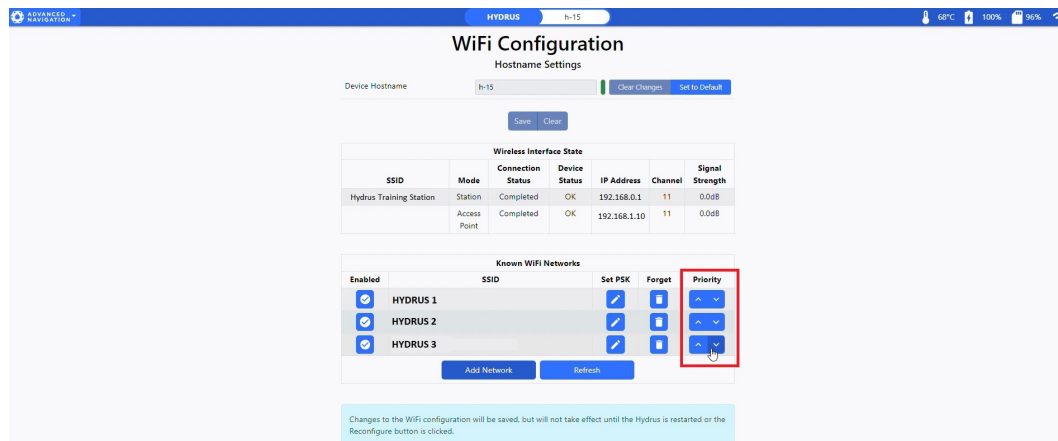 ADVANCED NAVIGATION
HYDRUS h-15
68°C 100% 96%
WiFi Configuration
Hostname Settings
Device Hostname h-15 Clear Changes Set to Default
Save Clear
Wireless Interface State
SSID Mode Connection Status Device Status IP Address Channel Signal Strength
Hydrus Training Station Station Completed OK 192.168.0.1 11 0.0dB
Access Point Completed OK 192.168.1.10 11 0.0dB
Known WiFi Networks
Enabled SSID Set PSK Forget Priority
HYDRUS 1
HYDRUS 2
HYDRUS 3
Add Network Refresh
Changes to the WiFi configuration will be saved, but will not take effect until the Hydrus is restarted or the
Reconfigure button is clicked.